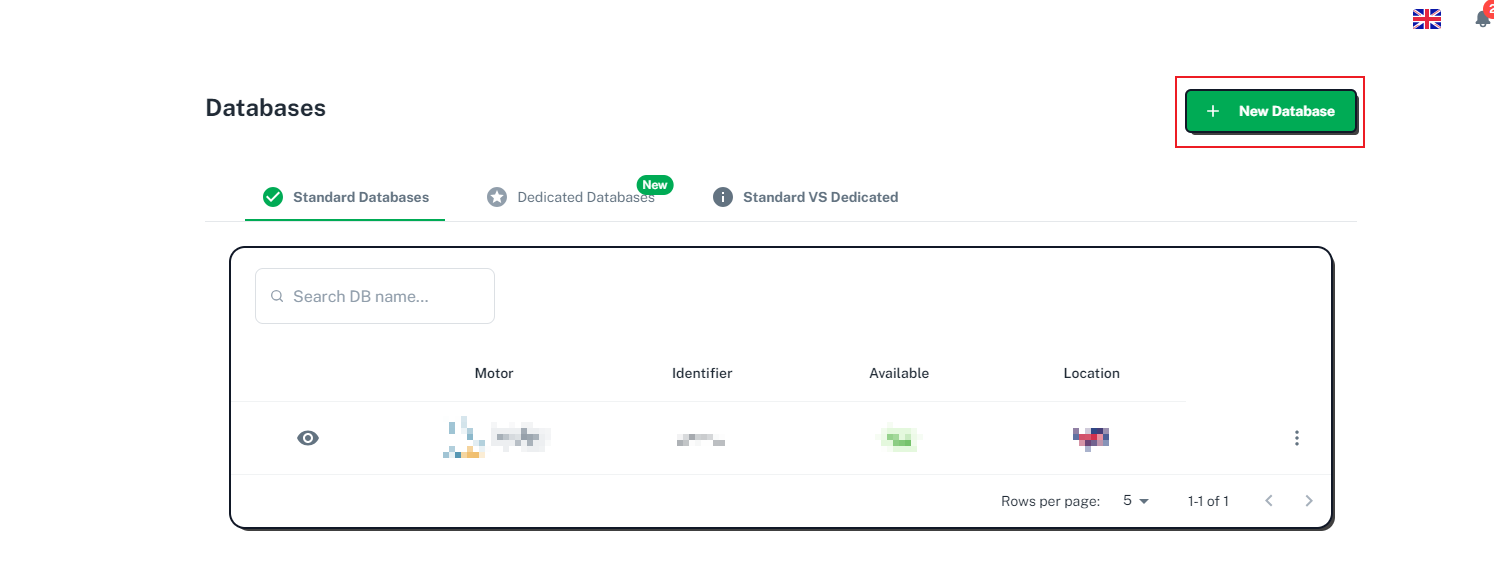 2
Databases
New Database
Standard Databases
Dedicated Databases
New
Standard VS Dedicated
Search DB name...
Motor Identifier Available Location
Rows per page: 5 1-1 of 1